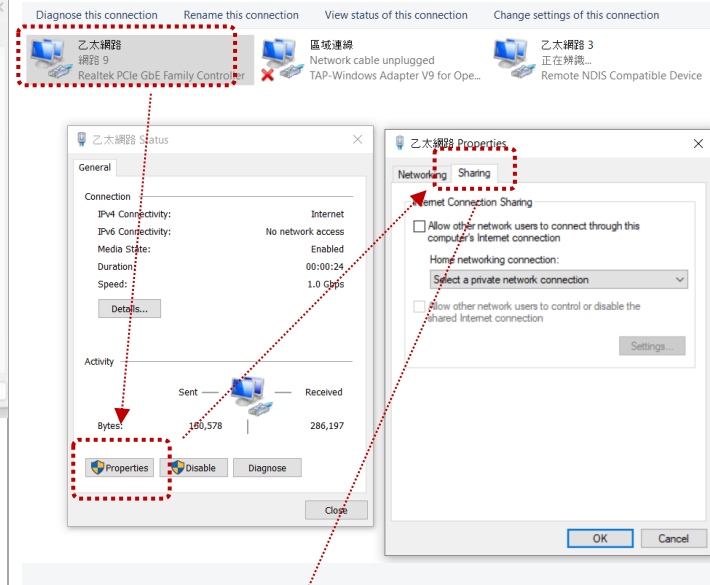 Diagnose this connection Rename this connection View status of this connection Change settings of this connection
乙太網路
網路 9
Realtek PCIe GbE Family Controller
區域連線
Network cable unplugged
TAP-Windows Adapter V9 for Ope...
乙太網路 3
正在辨識...
Remote NDIS Compatible Device
乙太網路 Status
General
Connection
IPv4 Connectivity: Internet
IPv6 Connectivity: No network access
Media State: Enabled
Duration: 00:00:24
Speed: 1.0 Gbps
Details...
Activity
Sent Received
Bytes: 160,578 286,197
Properties Disable Diagnose
Close
乙太網路 Properties
Networking Sharing
Internet Connection Sharing
Allow other network users to connect through this
computer's Internet connection
Home networking connection:
Select a private network connection
Allow other network users to control or disable the
shared Internet connection
Settings...
OK Cancel